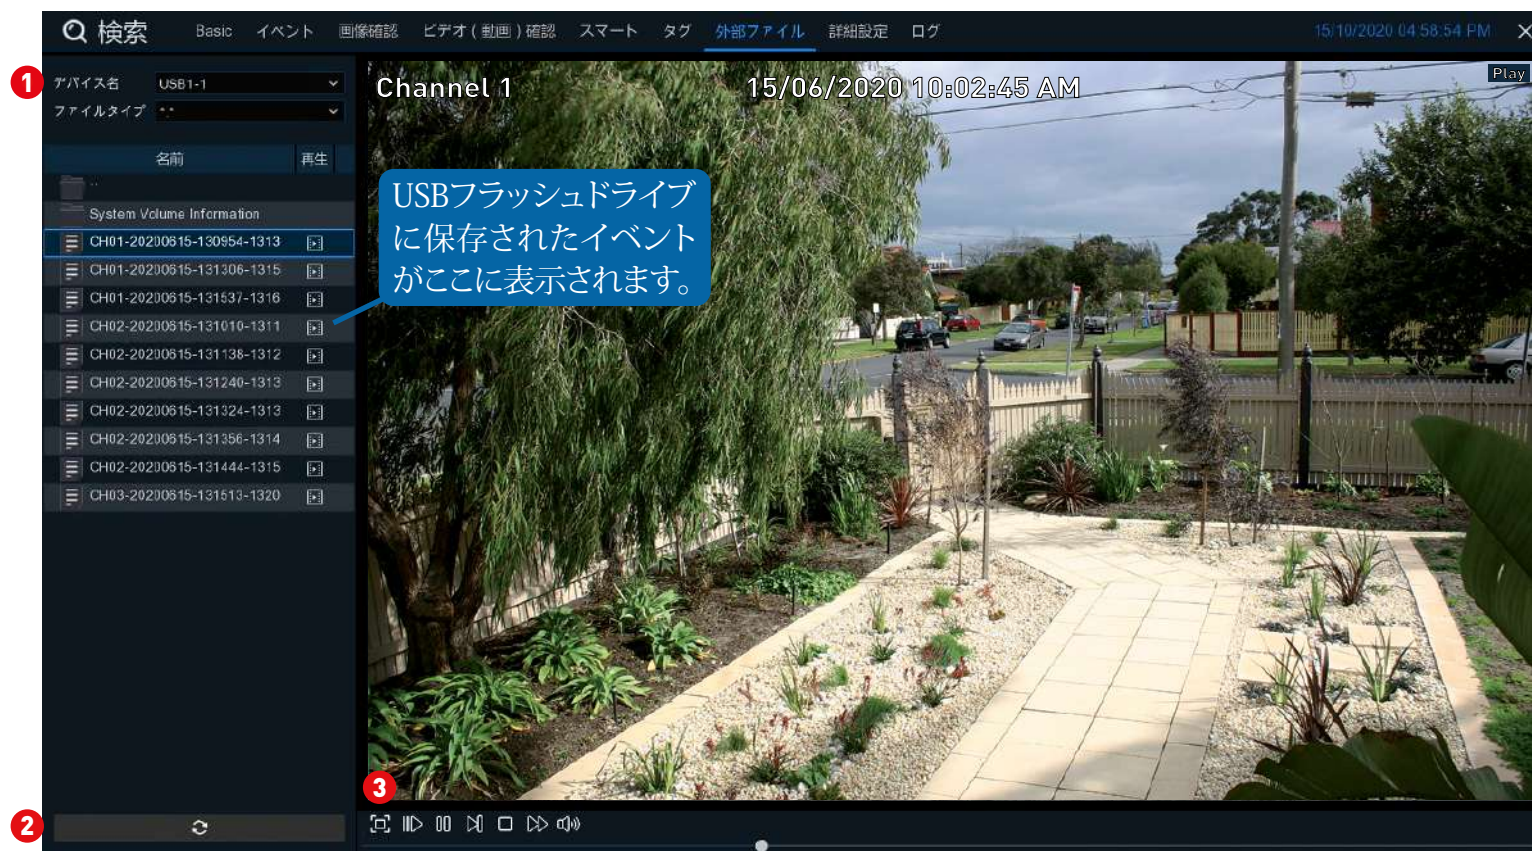 検索 Basic イベント 画像確認 ビデオ ( 動画 ) 確認 スマート タグ 外部ファイル 詳細設定 ログ 15/10/2020 04:58:54 PM
1 デバイス名 USB1-1
ファイルタイプ *.*
名前 再生
..
System Volume Information
CH01-20200615-130954-1313
CH01-20200615-131306-1315
CH01-20200615-131537-1316
CH02-20200615-131010-1311
CH02-20200615-131138-1312
CH02-20200615-131240-1313
CH02-20200615-131324-1313
CH02-20200615-131356-1314
CH02-20200615-131444-1315
CH03-20200615-131513-1320
Channel 1 15/06/2020 10:02:45 AM Play
USBフラッシュドライブ
に保存されたイベント
がここに表示されます。
3
2